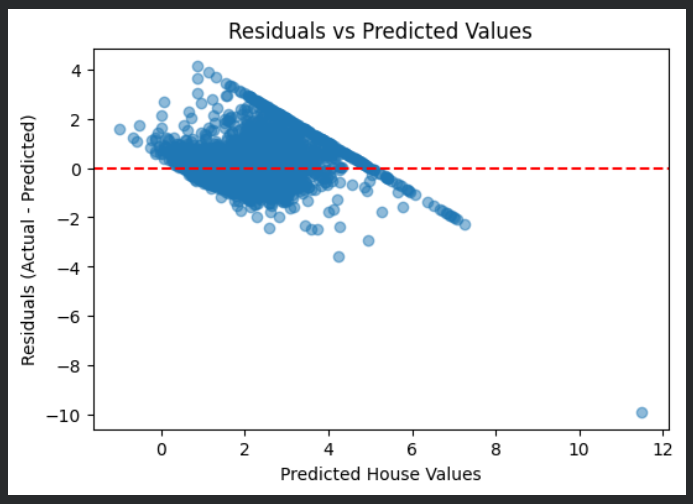 Residuals vs Predicted Values
Residuals (Actual - Predicted)
4
2
0
−2
−4
−6
−8
−10
0 2 4 6 8 10 12
Predicted House Values